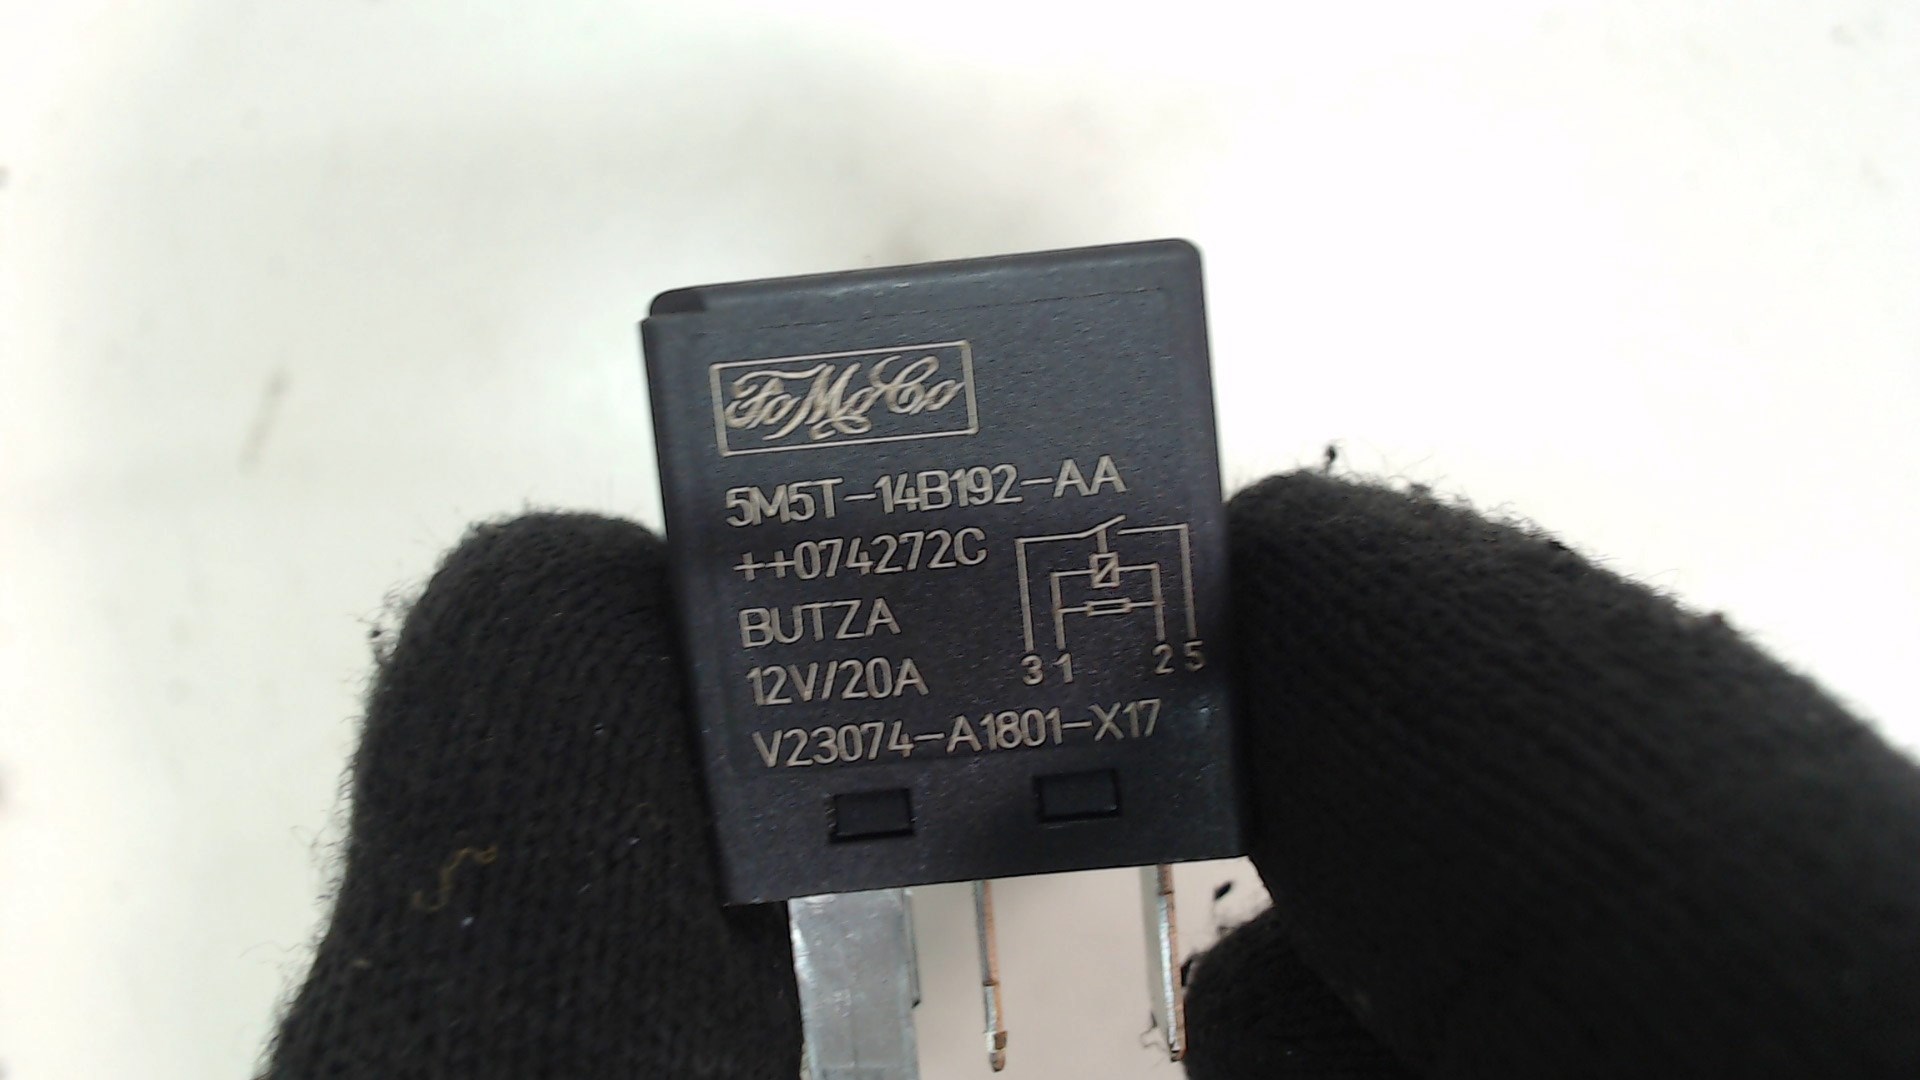 FoMoCo
5M5T-14B192-AA
++074272C
BUTZA
12V/20A
3 1 2 5
V23074-A1801-X17